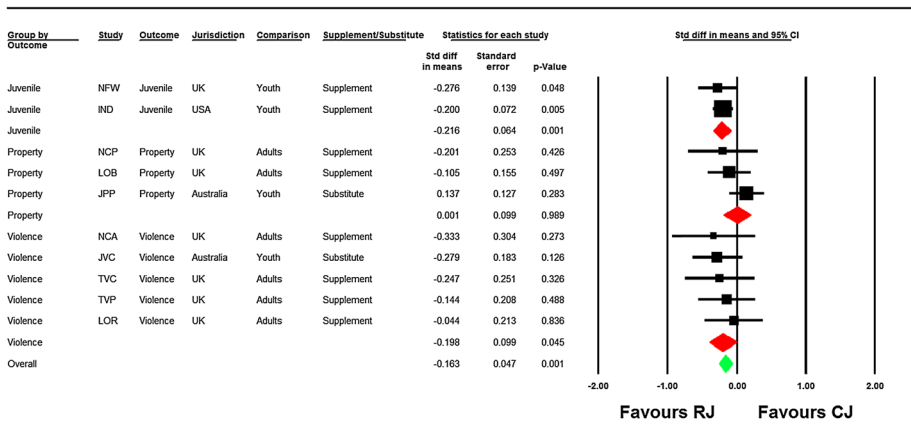 Group by Outcome Study Outcome Jurisdiction Comparison Supplement/Substitute Statistics for each study Std diff in means and 95% CI
Std diff in means Standard error p-Value
Juvenile NFW Juvenile UK Youth Supplement -0.276 0.139 0.048
Juvenile IND Juvenile USA Youth Supplement -0.200 0.072 0.005
Juvenile -0.216 0.064 0.001
Property NCP Property UK Adults Supplement -0.201 0.253 0.426
Property LOB Property UK Adults Supplement -0.105 0.155 0.497
Property JPP Property Australia Youth Substitute 0.137 0.127 0.283
Property 0.001 0.099 0.989
Violence NCA Violence UK Adults Supplement -0.333 0.304 0.273
Violence JVC Violence Australia Youth Substitute -0.279 0.183 0.126
Violence TVC Violence UK Adults Supplement -0.247 0.251 0.326
Violence TVP Violence UK Adults Supplement -0.144 0.208 0.488
Violence LOR Violence UK Adults Supplement -0.044 0.213 0.836
Violence -0.198 0.099 0.045
Overall -0.163 0.047 0.001
-2.00 -1.00 0.00 1.00 2.00
Favours RJ Favours CJ